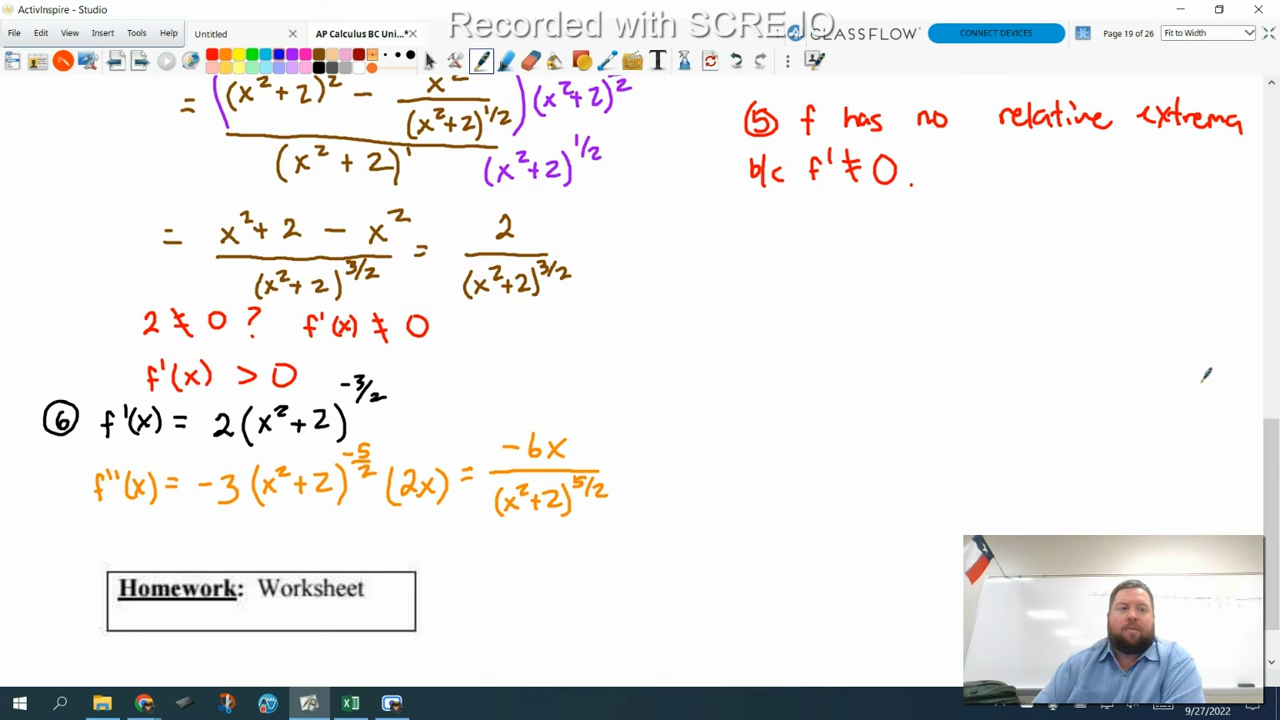 ActivInspire - Studio
Recorded with SCRE.IO
File Edit View Insert Tools Help
Untitled
AP Calculus BC Uni...*
CLASSFLOW
CONNECT DEVICES
Page 19 of 26
Fit to Width
= ((x²+2)² - x²/(x²+2)^1/2)(x²+2)^2
(x²+2)¹ (x²+2)^1/2
= x²+2 - x²/(x²+2)^3/2 = 2/(x²+2)^3/2
2 ≠ 0 ? f'(x) ≠ 0
f'(x) > 0
⑥ f'(x) = 2(x²+2)^-3/2
f''(x) = -3(x²+2)^-5/2 (2x) = -6x/(x²+2)^5/2
Homework: Worksheet
⑤ f has no relative extrema
b/c f' ≠ 0.
9/27/2022